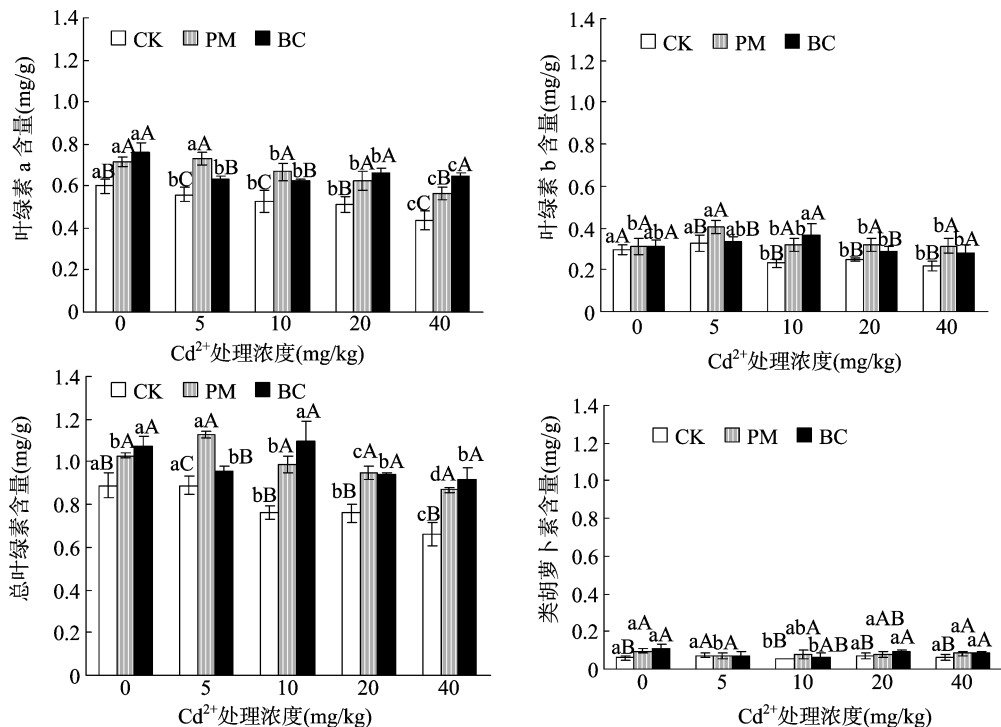 1.4
CK PM BC
1.2
1.0
0.8
0.6
0.4
0.2
0
叶绿素 a 含量(mg/g)
aB aA aA
bC aA bB
bC bA bB
bB bA bA
cC cB cA
0 5 10 20 40
Cd²⁺处理浓度(mg/kg)
1.4
CK PM BC
1.2
1.0
0.8
0.6
0.4
0.2
0
叶绿素 b 含量(mg/g)
aA bA abA
aB aA abB
bB bA aA
bB bA bB
bB bA bA
0 5 10 20 40
Cd²⁺处理浓度(mg/kg)
1.4
CK PM BC
1.2
1.0
0.8
0.6
0.4
0.2
0
总叶绿素含量(mg/g)
aB bA aA
aC aA bB
bB bA aA
bB cA bA
cB dA bA
0 5 10 20 40
Cd²⁺处理浓度(mg/kg)
1.4
CK PM BC
1.2
1.0
0.8
0.6
0.4
0.2
0
类胡萝卜素含量(mg/g)
aB aA aA
aA bA aA
bB abA bAB
aB aAB aA
aB aA aA
0 5 10 20 40
Cd²⁺处理浓度(mg/kg)